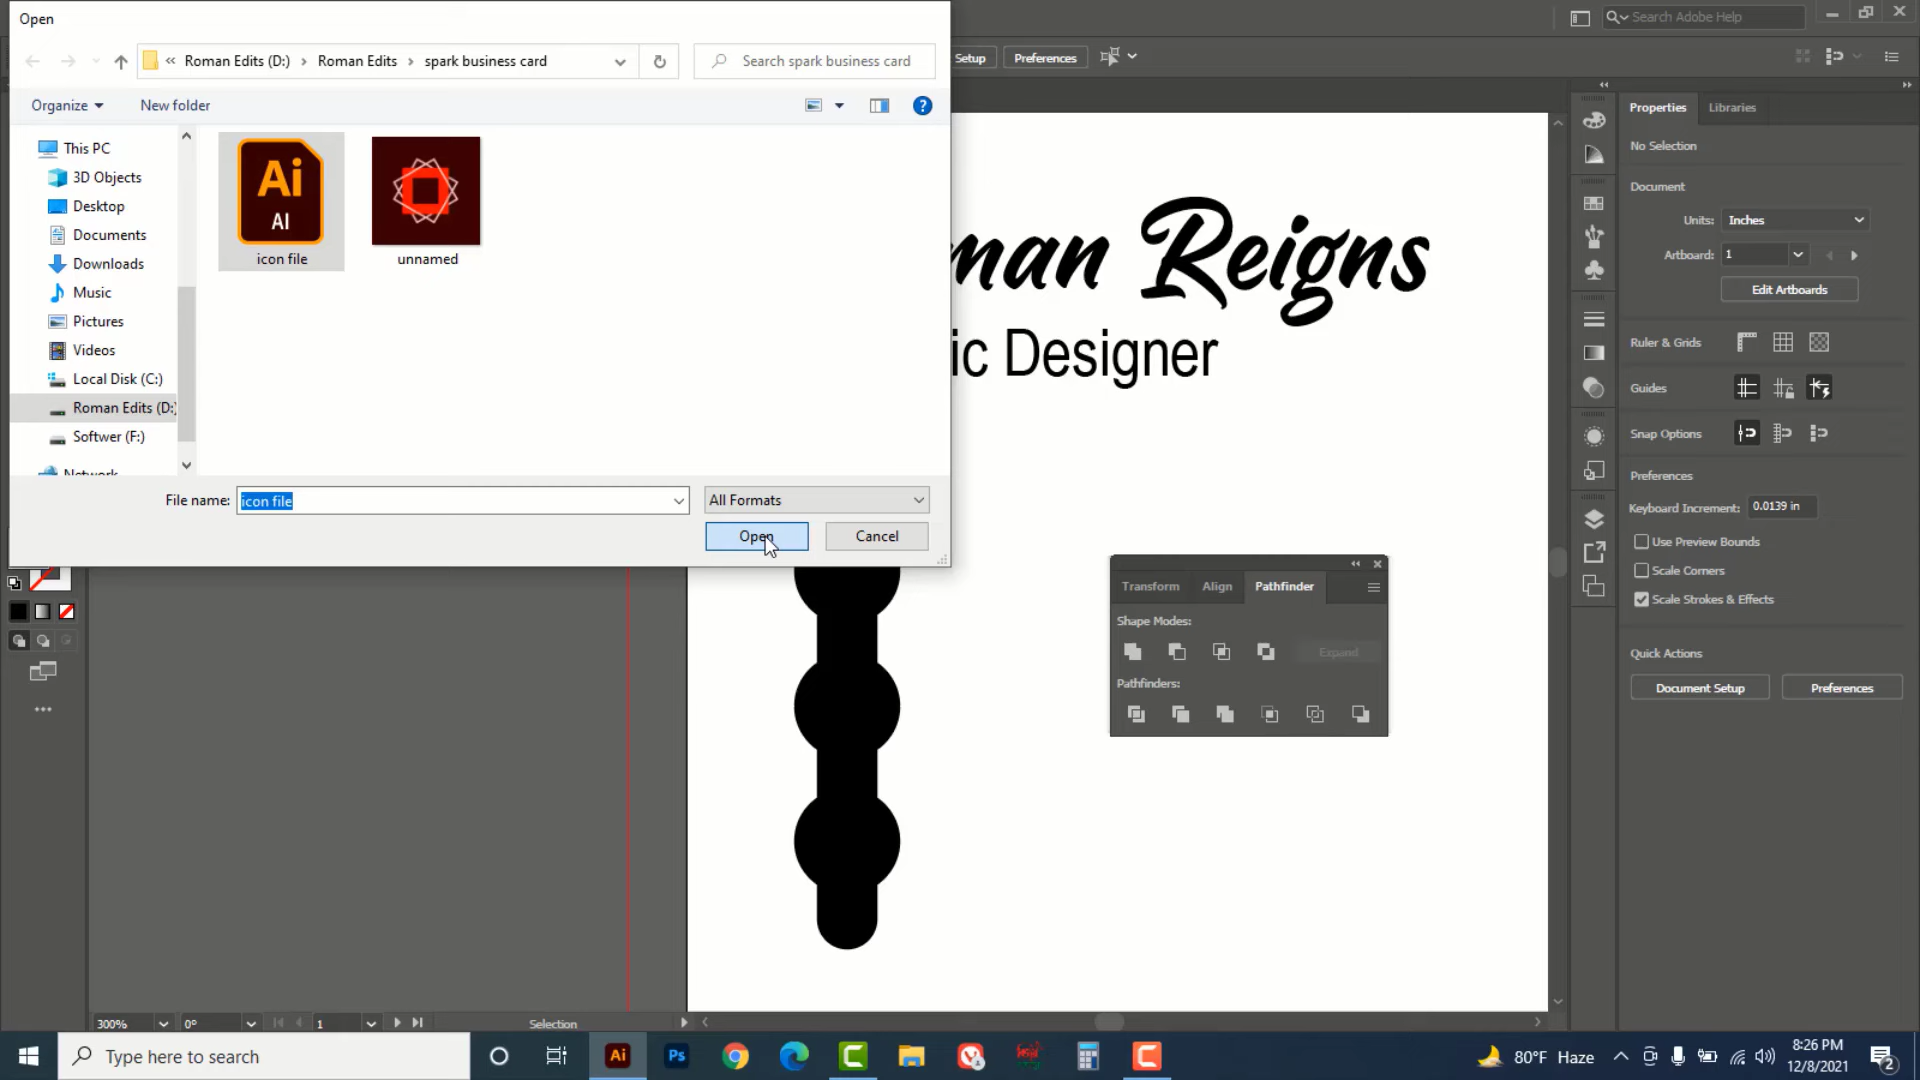 Open
Search Adobe Help
« Roman Edits (D:) › Roman Edits › spark business card
Search spark business card
Setup
Preferences
Organize
New folder
Properties
Libraries
This PC
3D Objects
Desktop
Documents
Downloads
Music
Pictures
Videos
Local Disk (C:)
Roman Edits (D:
Softwer (F:)
Network
Ai
AI
icon file
unnamed
File name:
icon file
All Formats
Open
Cancel
man Reigns
ic Designer
No Selection
Document
Units:
Inches
Artboard:
1
Edit Artboards
Ruler & Grids
Guides
Snap Options
Preferences
Keyboard Increment:
0.0139 in
Use Preview Bounds
Scale Corners
Scale Strokes & Effects
Quick Actions
Document Setup
Preferences
Transform
Align
Pathfinder
Shape Modes:
Expand
Pathfinders:
300%
0°
1
Selection
Type here to search
Ai
Ps
80°F Haze
8:26 PM
12/8/2021
2